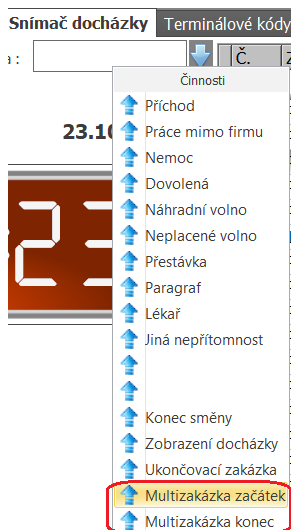 Snímač docházky Terminálové kódy
a :
Č.
Činnosti
Příchod
23.10
Práce mimo firmu
Nemoc
Dovolená
Náhradní volno
Neplacené volno
Přestávka
Paragraf
Lékař
Jiná nepřítomnost
Konec směny
Zobrazení docházky
Ukončovací zakázka
Multizakázka začátek
Multizakázka konec